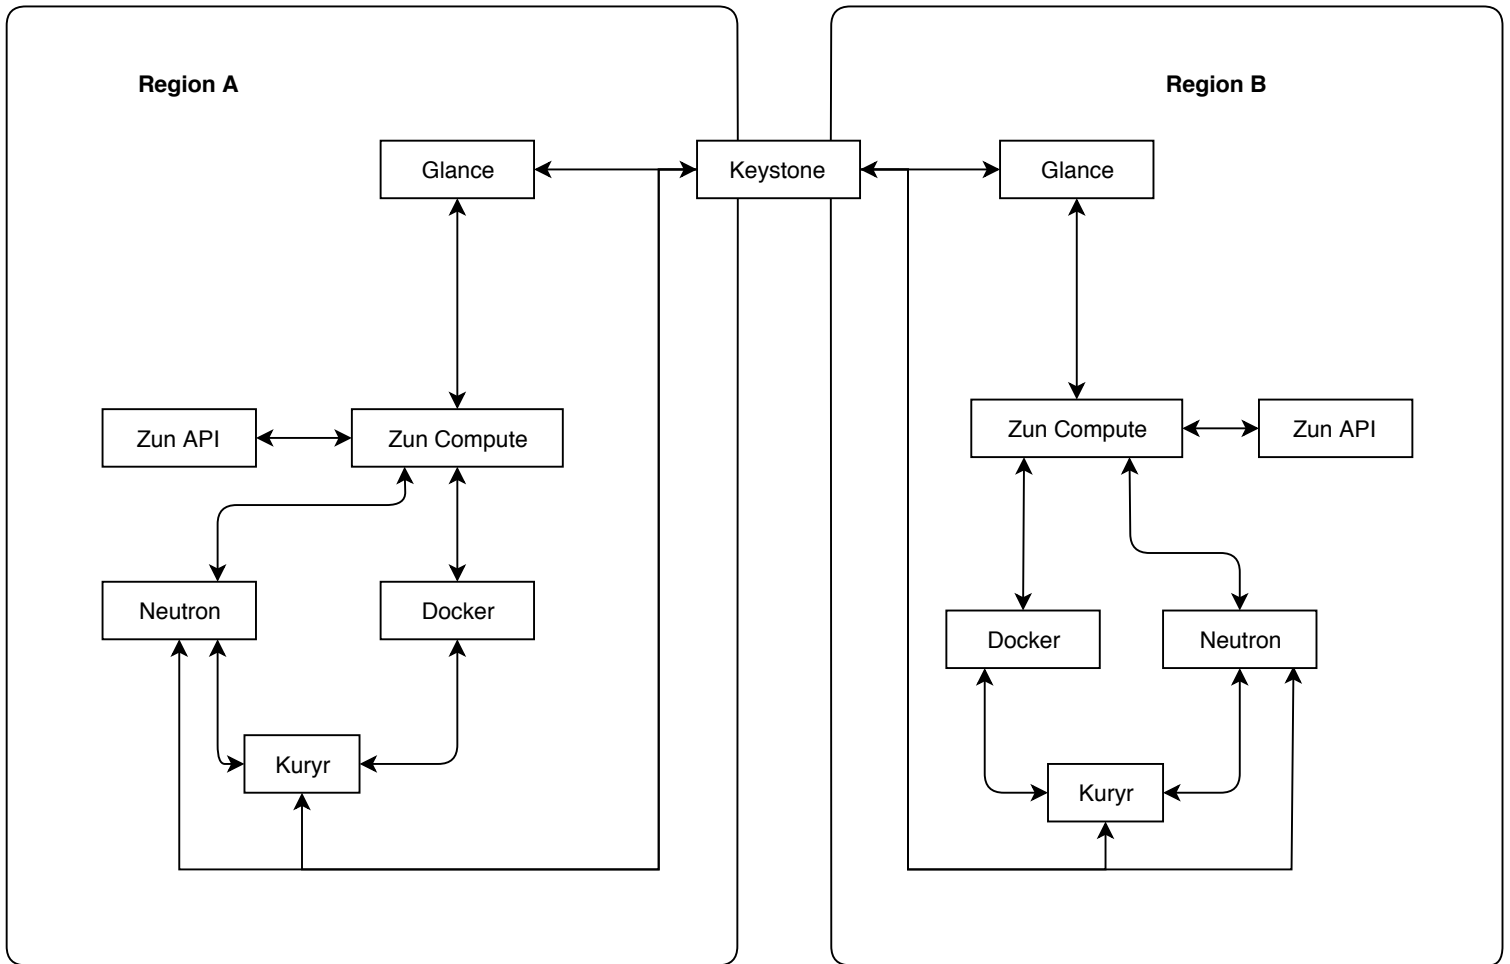 Region A
Region B
Glance
Keystone
Glance
Zun API
Zun Compute
Zun Compute
Zun API
Neutron
Docker
Docker
Neutron
Kuryr
Kuryr